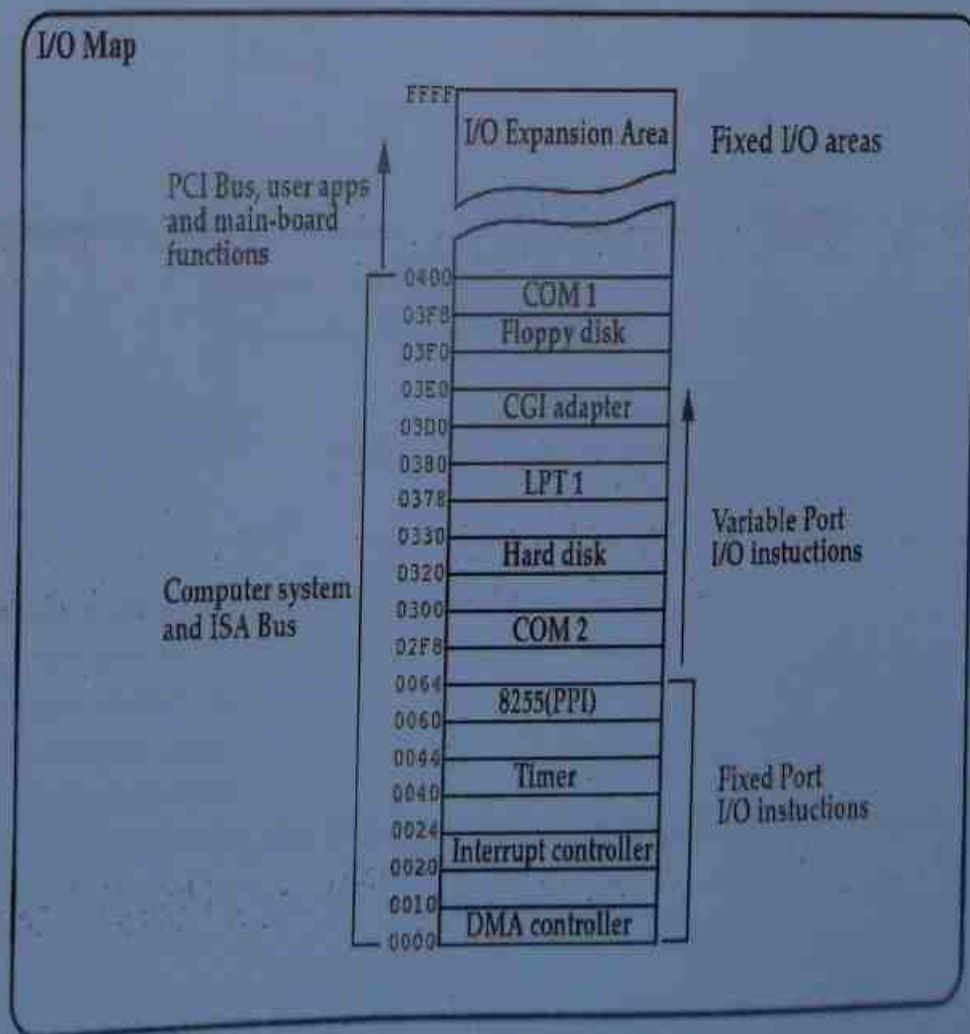 I/O Map
FFFF
I/O Expansion Area
Fixed I/O areas
PCI Bus, user apps
and main-board
functions
0400
COM 1
03F8
Floppy disk
03F0
03E0
CGI adapter
03D0
0380
LPT 1
0378
Variable Port
I/O instuctions
0330
Hard disk
0320
Computer system
and ISA Bus
0300
COM 2
02F8
0064
8255(PPI)
0060
0044
Timer
0040
Fixed Port
I/O instuctions
0024
Interrupt controller
0020
0010
DMA controller
0000